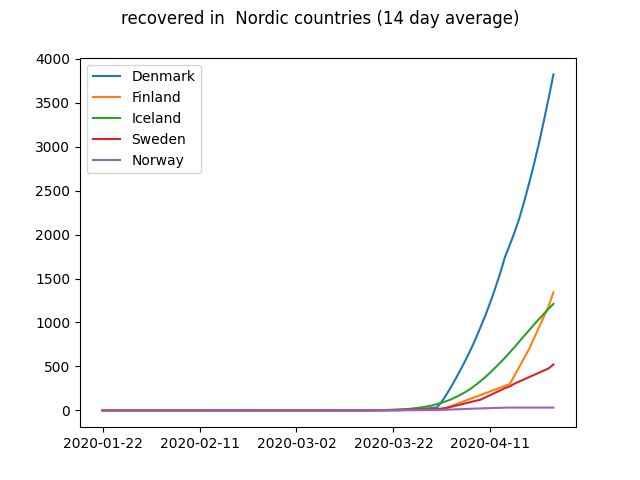 recovered in  Nordic countries (14 day average)
4000
3500
3000
2500
2000
1500
1000
500
0
Denmark
Finland
Iceland
Sweden
Norway
2020-01-22 2020-02-11 2020-03-02 2020-03-22 2020-04-11